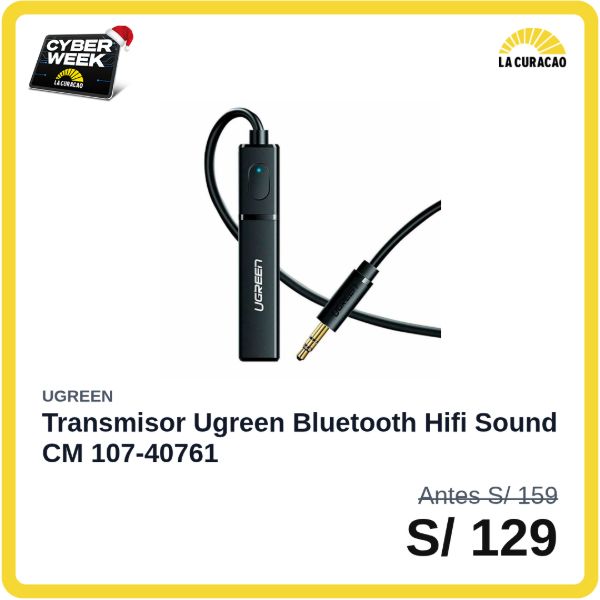 CYBER
WEEK
LA CURACAO
LA CURACAO
UGREEN
UGREEN
UGREEN
Transmisor Ugreen Bluetooth Hifi Sound
CM 107-40761
Antes S/ 159
S/ 129